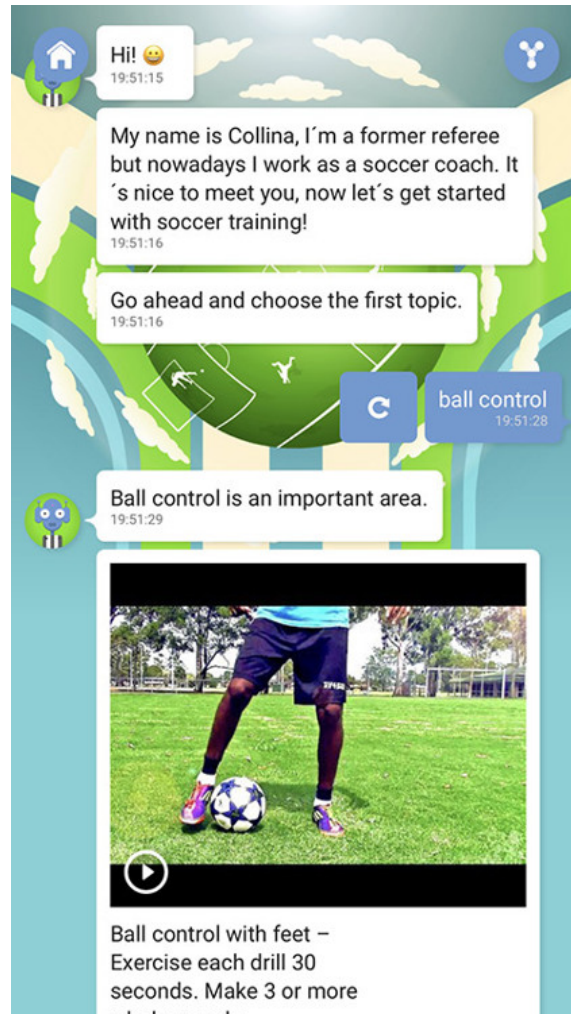 Hi! 😀
19:51:15
My name is Collina, I´m a former referee
but nowadays I work as a soccer coach. It
´s nice to meet you, now let´s get started
with soccer training!
19:51:16
Go ahead and choose the first topic.
19:51:16
ball control
19:51:28
Ball control is an important area.
19:51:29
Ball control with feet –
Exercise each drill 30
seconds. Make 3 or more